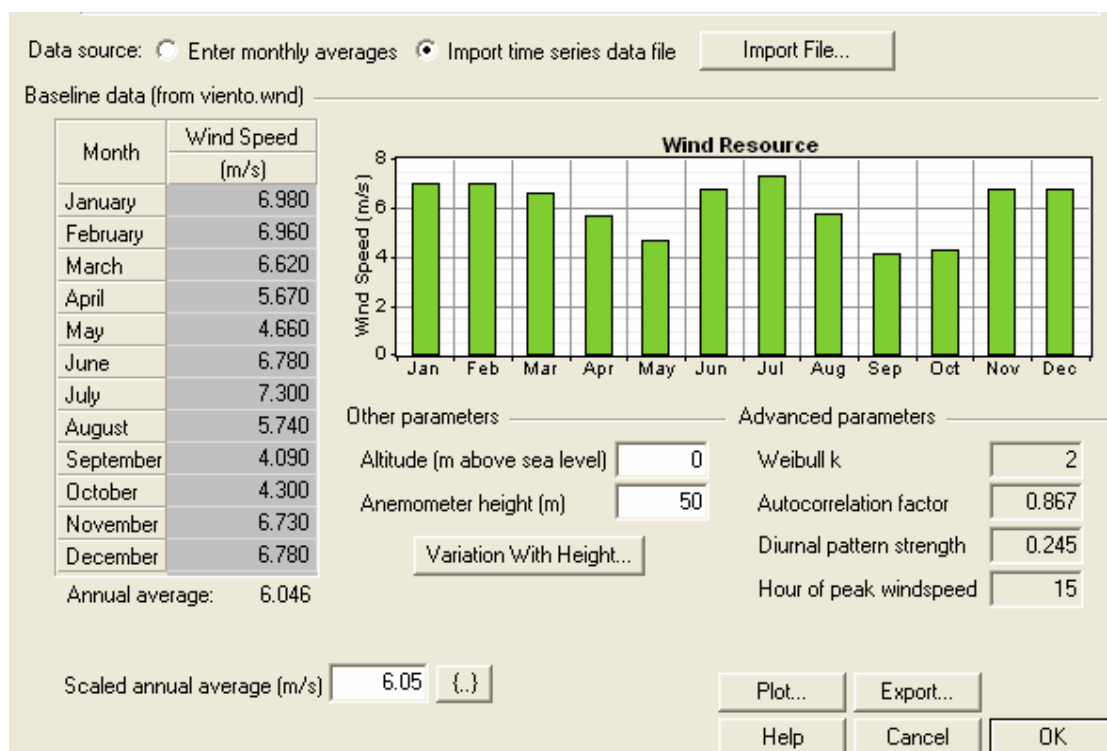 Data source: Enter monthly averages Import time series data file Import File...
Baseline data (from viento.wnd)
Month Wind Speed
(m/s)
January 6.980
February 6.960
March 6.620
April 5.670
May 4.660
June 6.780
July 7.300
August 5.740
September 4.090
October 4.300
November 6.730
December 6.780
Annual average: 6.046
Wind Resource
Wind Speed (m/s)
8
6
4
2
0
Jan Feb Mar Apr May Jun Jul Aug Sep Oct Nov Dec
Other parameters
Altitude (m above sea level) 0
Anemometer height (m) 50
Variation With Height...
Advanced parameters
Weibull k 2
Autocorrelation factor 0.867
Diurnal pattern strength 0.245
Hour of peak windspeed 15
Scaled annual average (m/s) 6.05 {..}
Plot... Export...
Help Cancel OK